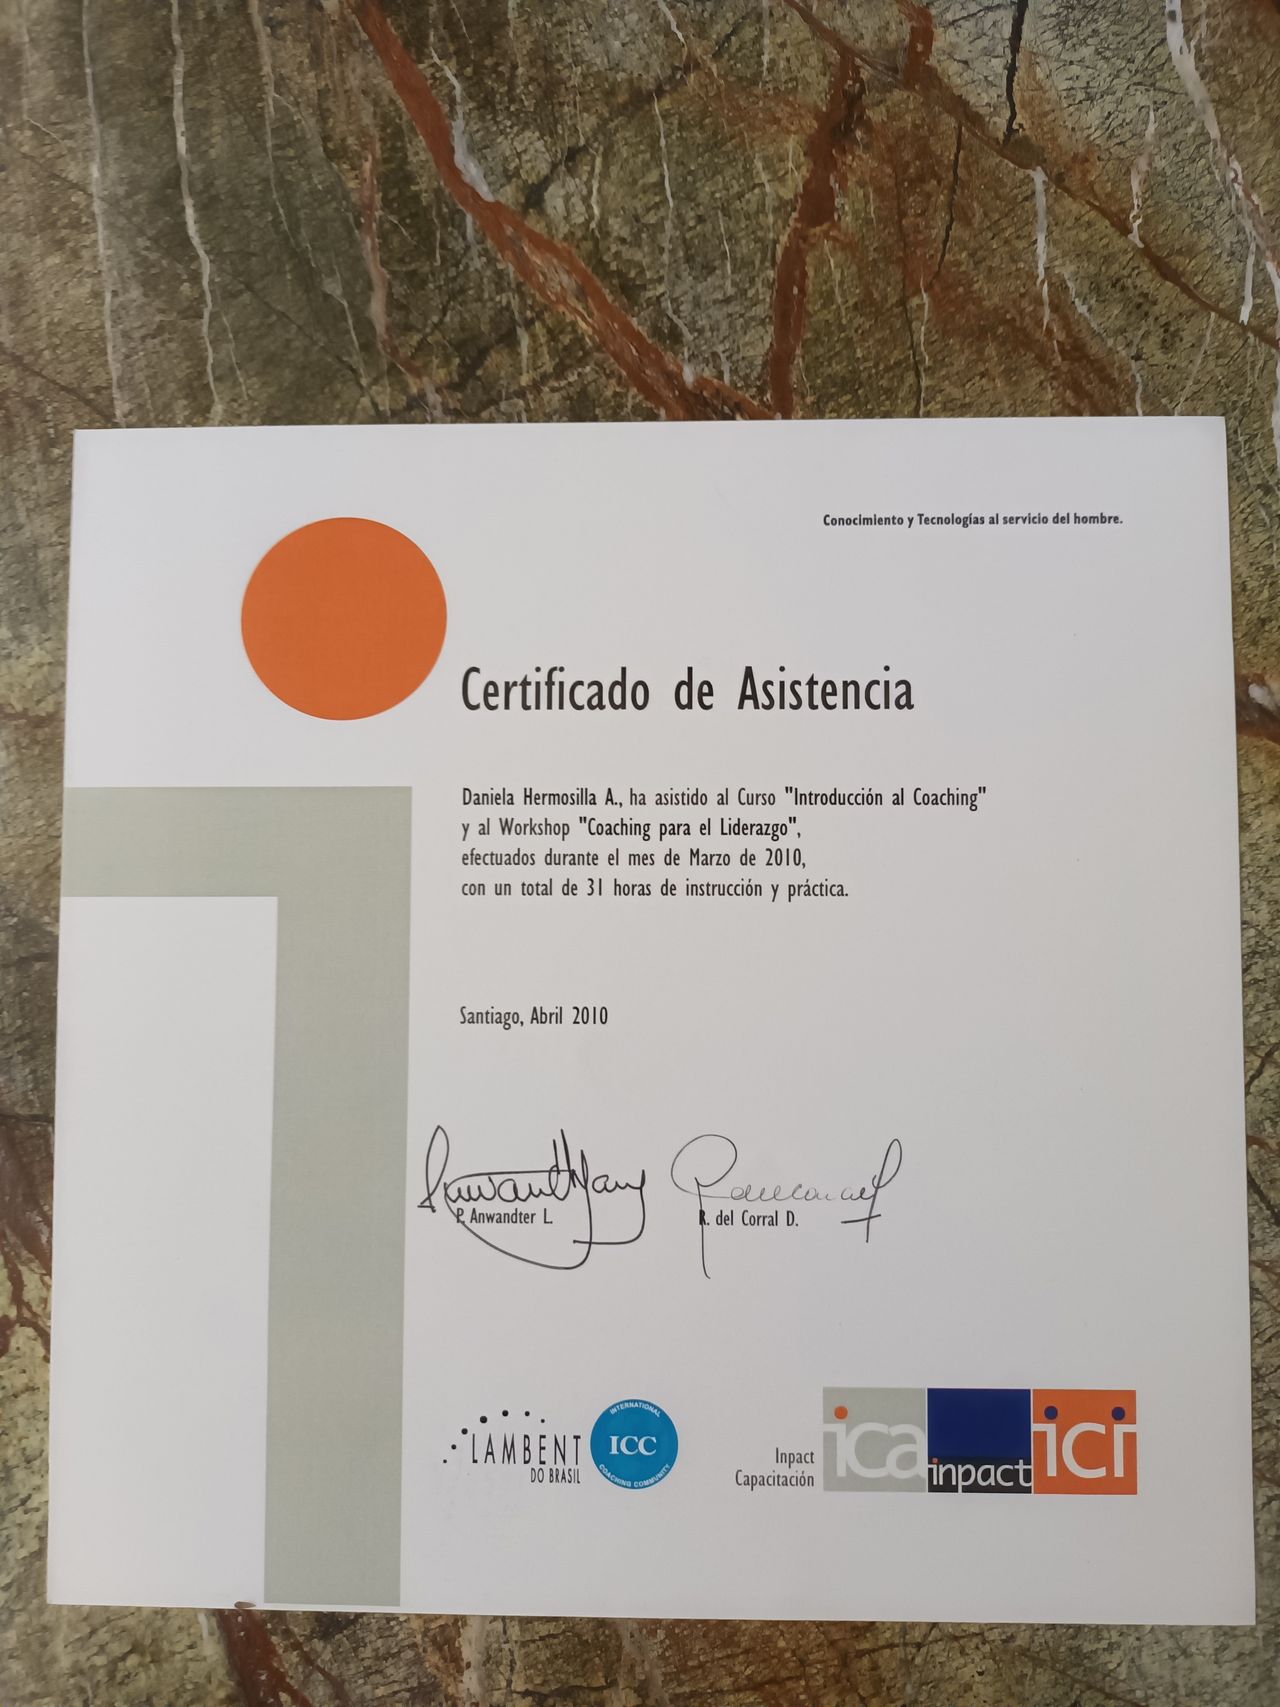 Conocimiento y Tecnologías al servicio del hombre.
Certificado de Asistencia
Daniela Hermosilla A., ha asistido al Curso "Introducción al Coaching"
y al Workshop "Coaching para el Liderazgo",
efectuados durante el mes de Marzo de 2010,
con un total de 31 horas de instrucción y práctica.
Santiago, Abril 2010
P. Anwandter L.
R. del Corral D.
LAMBENT
DO BRASIL
INTERNATIONAL
ICC
COACHING COMMUNITY
Inpact
Capacitación
ica
inpact
ici